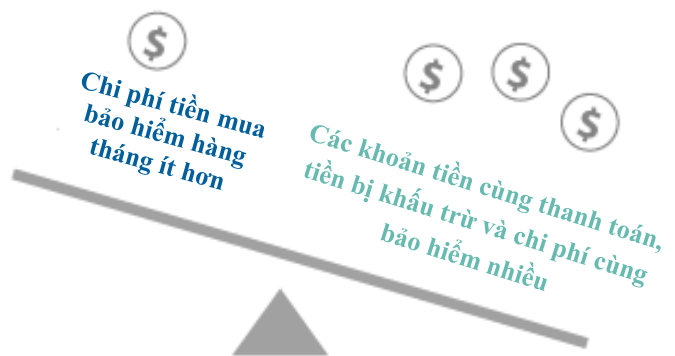 $
$
$
$
Chi phí tiền mua
bảo hiểm hàng
tháng ít hơn
Các khoản tiền cùng thanh toán,
tiền bị khấu trừ và chi phí cùng
bảo hiểm nhiều